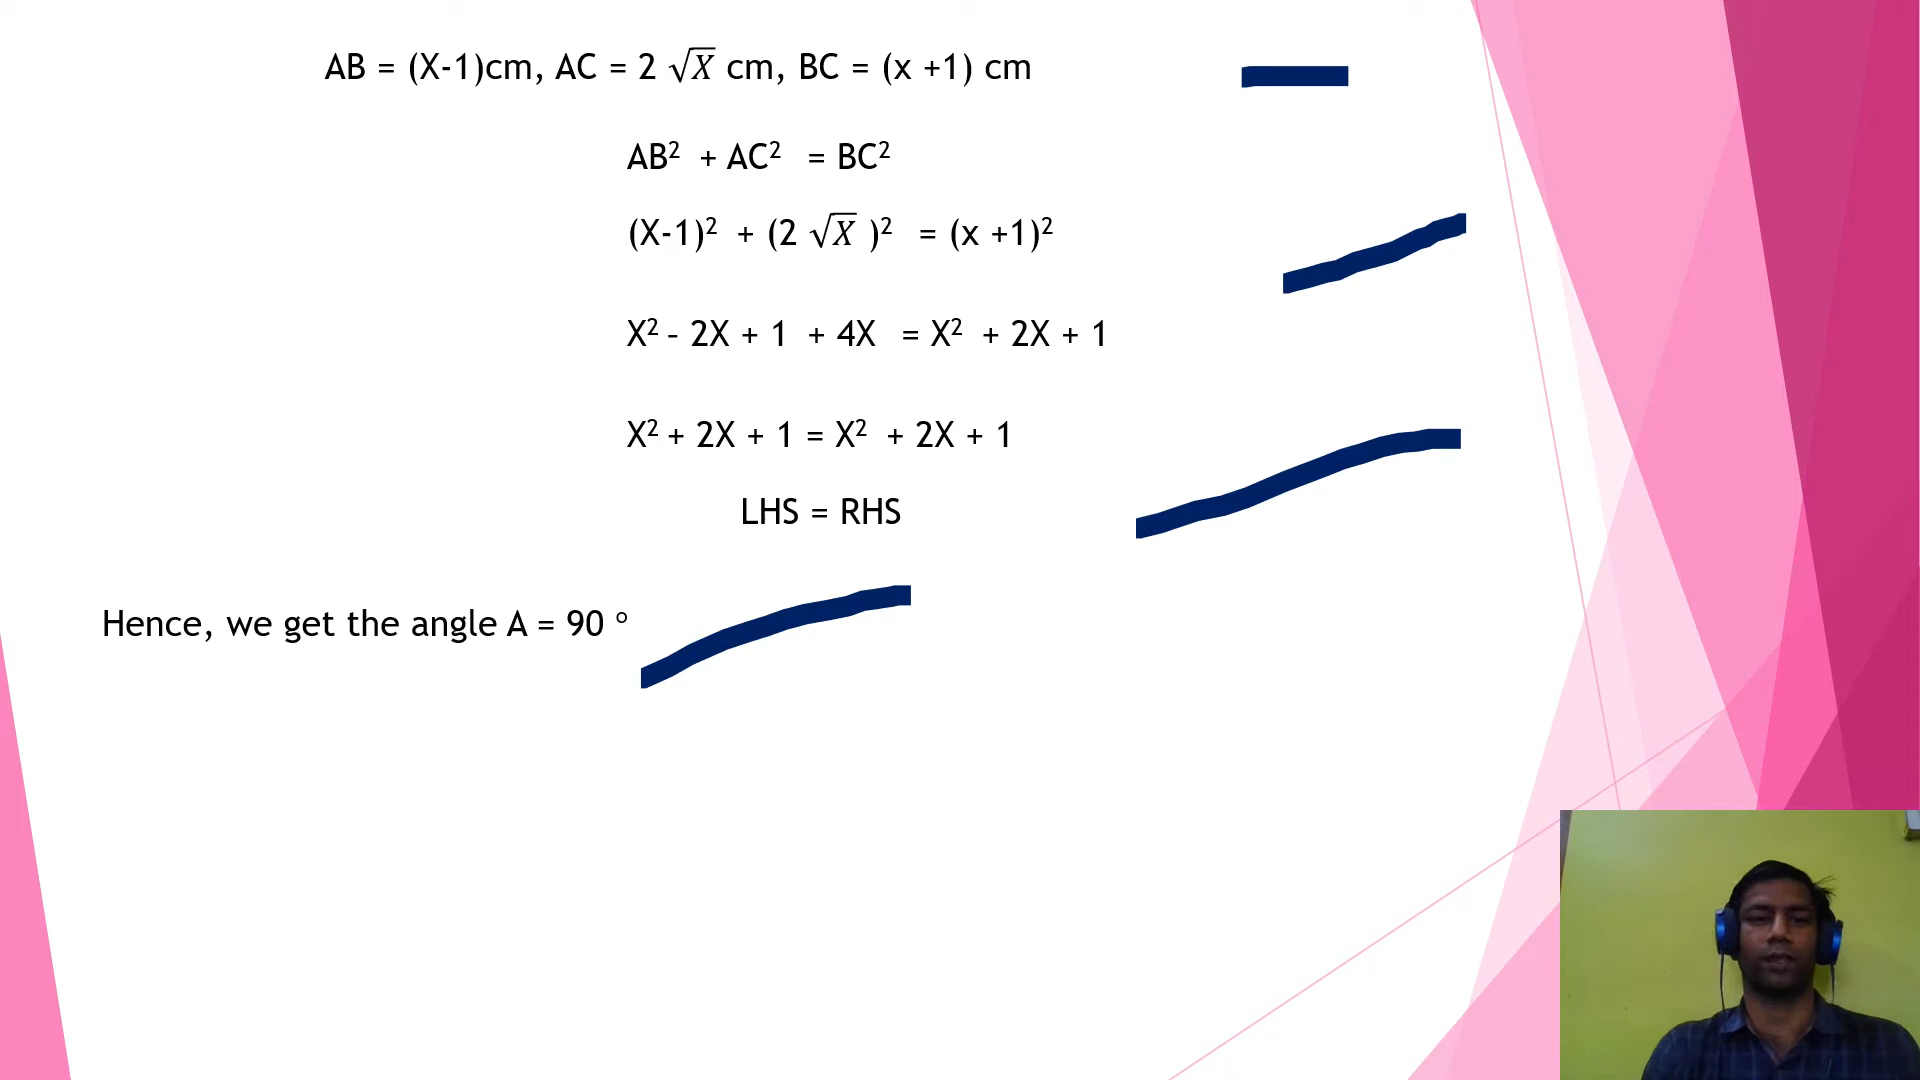 AB = (X-1)cm, AC = 2 √X cm, BC = (x +1) cm
AB² + AC² = BC²
(X-1)² + (2 √X )² = (x +1)²
X² – 2X + 1 + 4X = X² + 2X + 1
X² + 2X + 1 = X² + 2X + 1
LHS = RHS
Hence, we get the angle A = 90 °